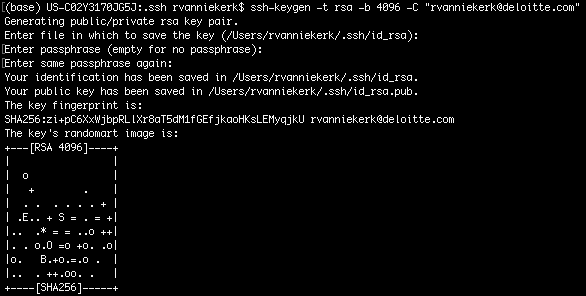 (base) US-C02Y3170JG5J:.ssh rvanniekerk$ ssh-keygen -t rsa -b 4096 -C "rvanniekerk@deloitte.com"
Generating public/private rsa key pair.
Enter file in which to save the key (/Users/rvanniekerk/.ssh/id_rsa):
Enter passphrase (empty for no passphrase):
Enter same passphrase again:
Your identification has been saved in /Users/rvanniekerk/.ssh/id_rsa.
Your public key has been saved in /Users/rvanniekerk/.ssh/id_rsa.pub.
The key fingerprint is:
SHA256:zi+pC6XxWjbpRLlXr8aT5dM1fGEfjkaoHKsLEMyqjkU rvanniekerk@deloitte.com
The key's randomart image is:
+---[RSA 4096]----+
|                 |
|  o              |
|   +        .    |
|  . .  . . . . + |
| .E.. + S = . = +|
|..  .* = = ..o ++|
|. . o.O =o +o. .o|
|o.   B.+o.=.o .  |
|..  . ++.oo. .   |
+----[SHA256]-----+